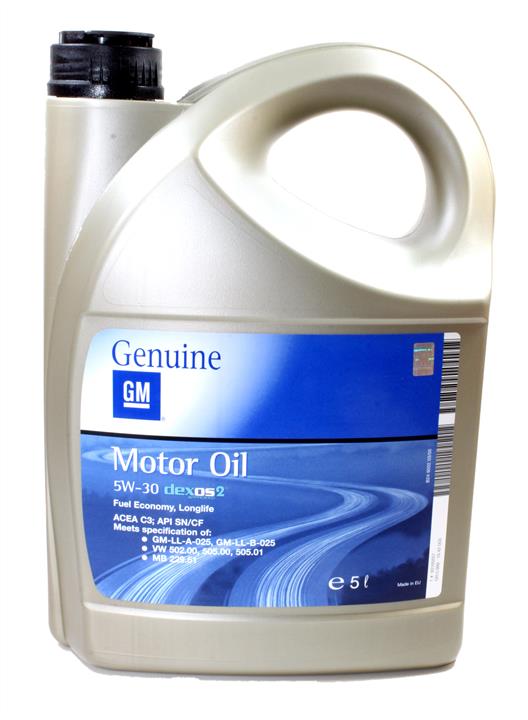 Genuine
GM
Motor Oil
5W-30 dexos2
Fuel Economy, Longlife
ACEA C3; API SN/CF
Meets specification of:
• GM-LL-A-025, GM-LL-B-025
• VW 502.00, 505.00, 505.01
• MB 229.51
e 5 l
Made in EU